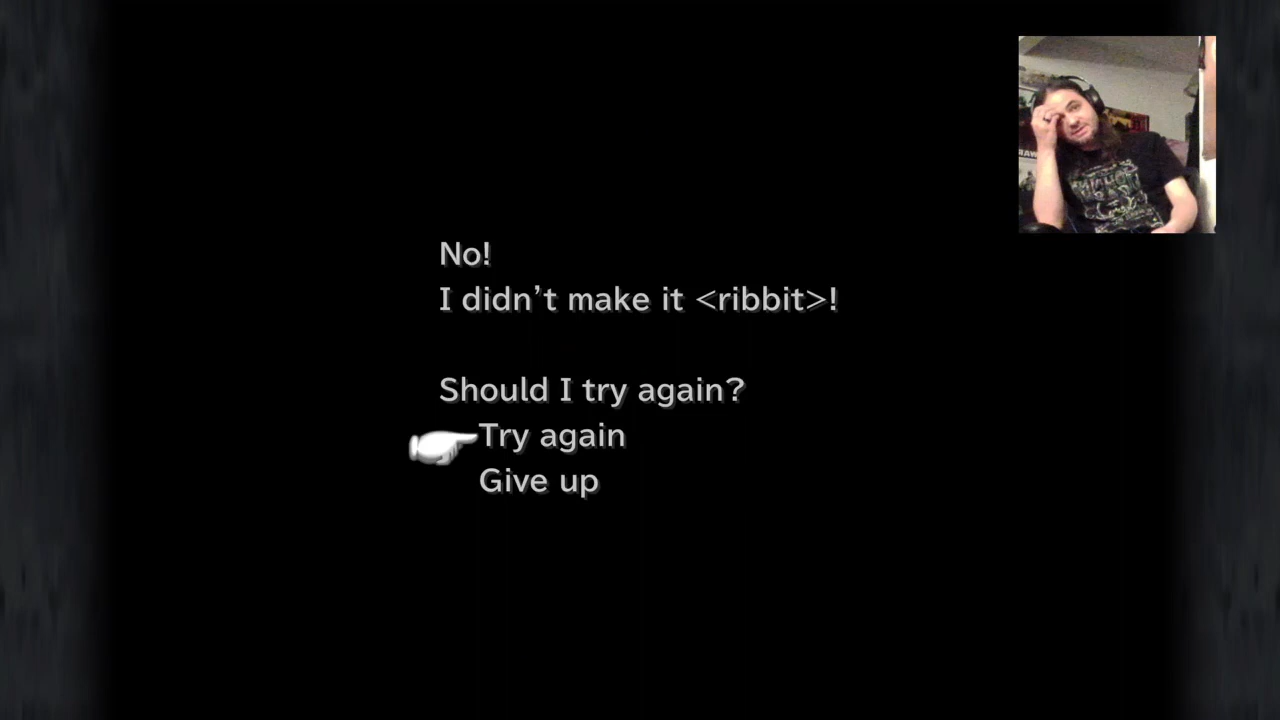 No!
I didn't make it <ribbit>!
Should I try again?
Try again
Give up